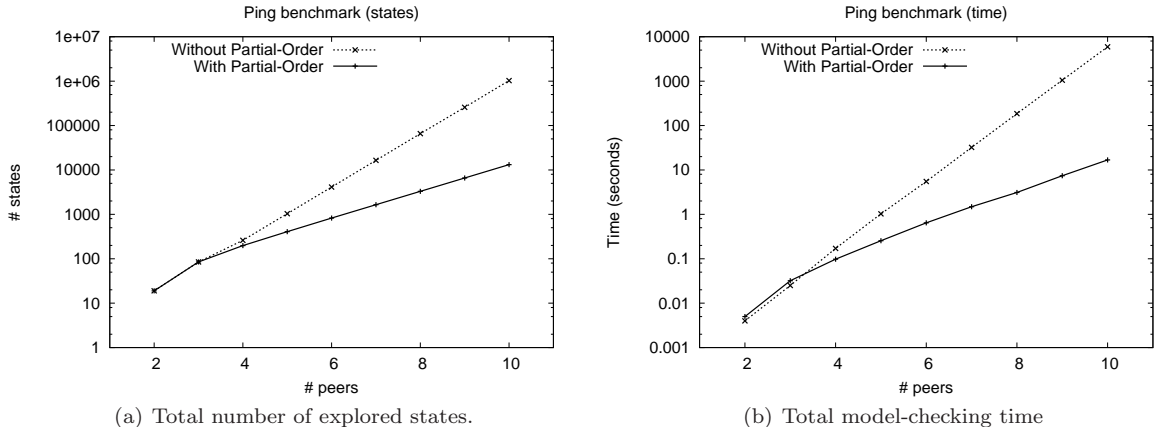 Ping benchmark (states)
1e+07
1e+06
100000
10000
1000
100
10
1
# states
Without Partial-Order
With Partial-Order
2 4 6 8 10
# peers
(a) Total number of explored states.
Ping benchmark (time)
10000
1000
100
10
1
0.1
0.01
0.001
Time (seconds)
Without Partial-Order
With Partial-Order
2 4 6 8 10
# peers
(b) Total model-checking time